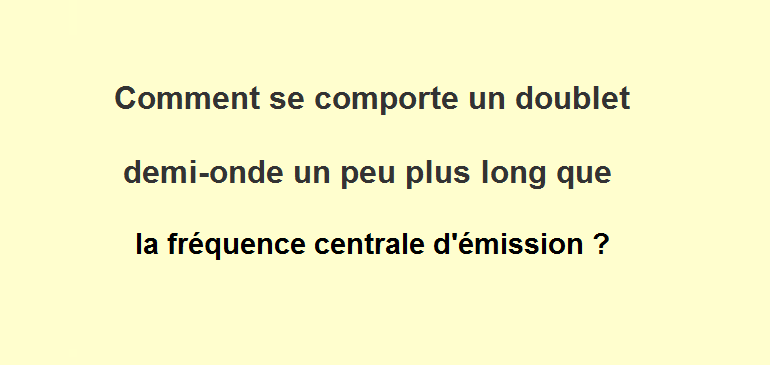 Comment se comporte un doublet
demi-onde un peu plus long que
la fréquence centrale d'émission ?